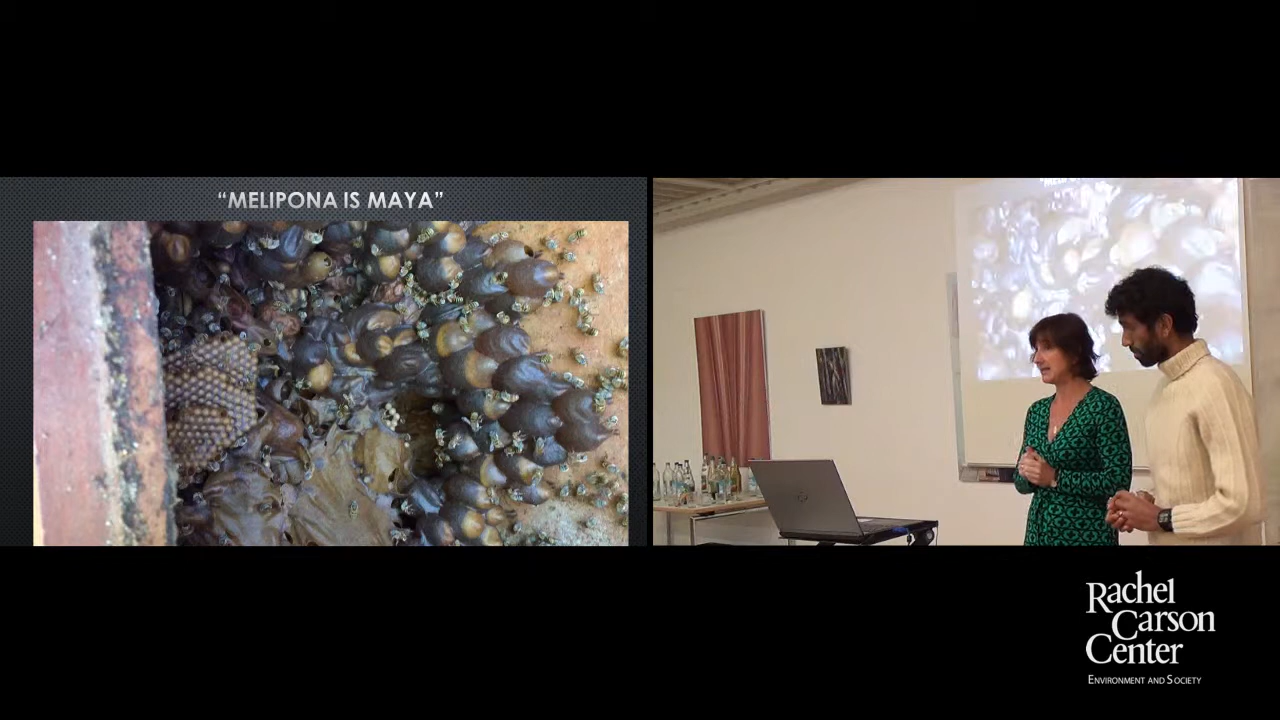 “MELIPONA IS MAYA”
Rachel
Carson
Center
ENVIRONMENT AND SOCIETY